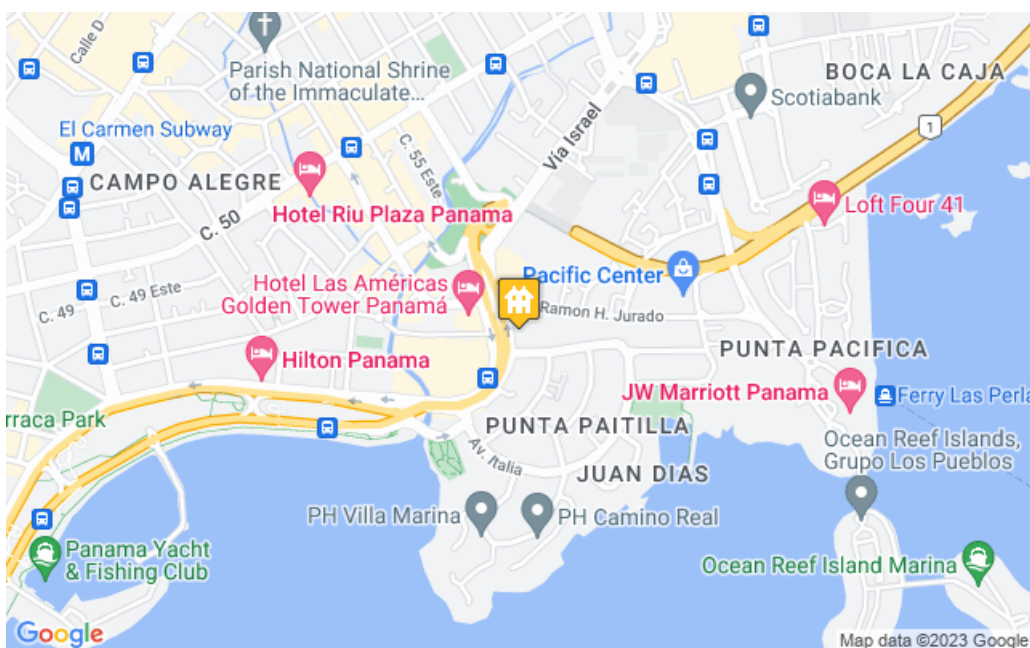 Calle D
Parish National Shrine
of the Immaculate...
BOCA LA CAJA
Scotiabank
El Carmen Subway
M
CAMPO ALEGRE
C. 55 Este
Vía Israel
1
Hotel Riu Plaza Panama
C. 50
Loft Four 41
Pacific Center
Hotel Las Américas
Golden Tower Panamá
C. 49 Este
C. 49
Ramon H. Jurado
PUNTA PACIFICA
Hilton Panama
JW Marriott Panama
Ferry Las Perla
rraca Park
PUNTA PAITILLA
Av. Italia
JUAN DIAS
Ocean Reef Islands,
Grupo Los Pueblos
PH Villa Marina
PH Camino Real
Panama Yacht
& Fishing Club
Ocean Reef Island Marina
Google
Map data ©2023 Google